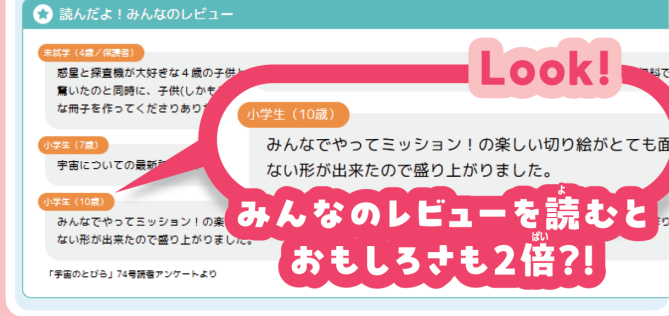 読んだよ！みんなのレビュー
未就学（4歳／保護者）
惑星と探査機が大好きな４歳の子供と
驚いたのと同時に、子供(しかも
な冊子を作ってくださりあり
小学生（7歳）
宇宙についての最新
小学生（10歳）
みんなでやってミッション！の楽
ない形が出来たので盛り上がりました。
「宇宙のとびら」74号読者アンケートより
Look!
小学生（10歳）
みんなでやってミッション！の楽しい切り絵がとても面
ない形が出来たので盛り上がりました。
みんなのレビューを読むと
よ
おもしろさも2倍?!
ばい